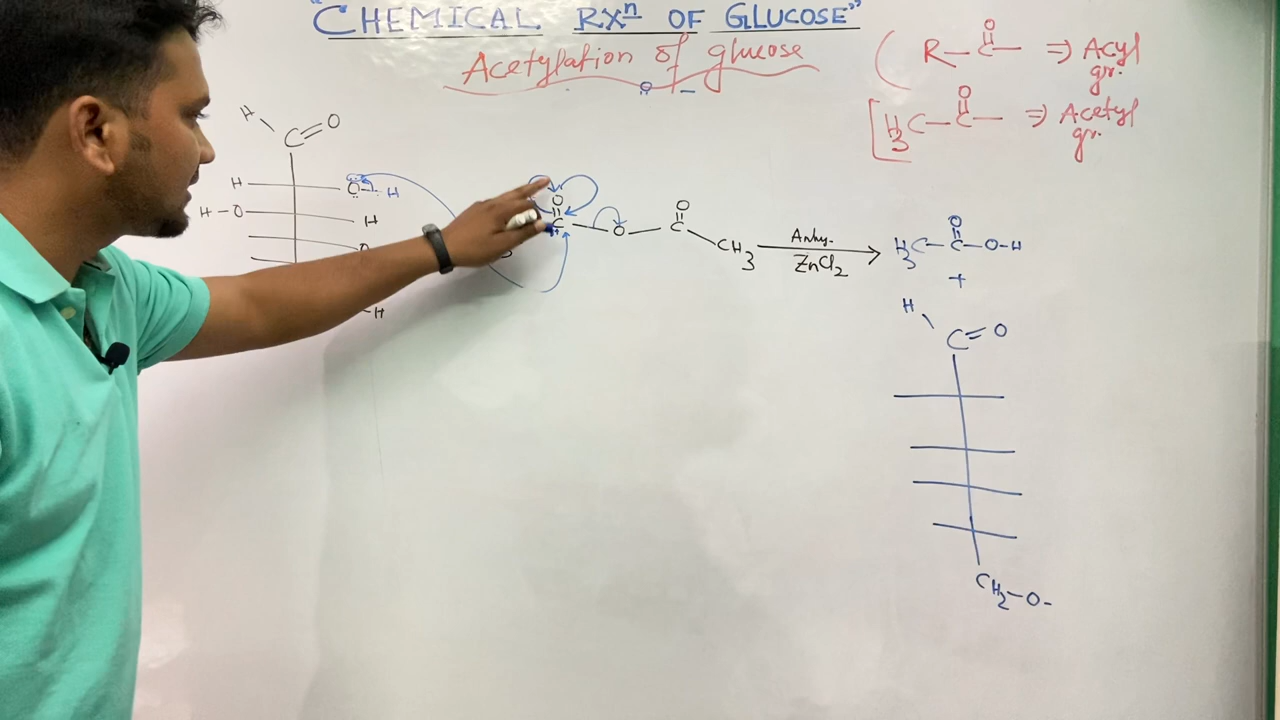 "CHEMICAL RXⁿ OF GLUCOSE"
Acetylation of glucose
R-C- ⇒ Acyl gr.
O
H₃C-C- ⇒ Acetyl gr.
O
H
C=O
H O-H
H-O H
O
H
O O
C-O-C
CH₃
Anhy.
ZnCl₂
O
H₃C-C-O-H
+
H
C=O
CH₂-O-